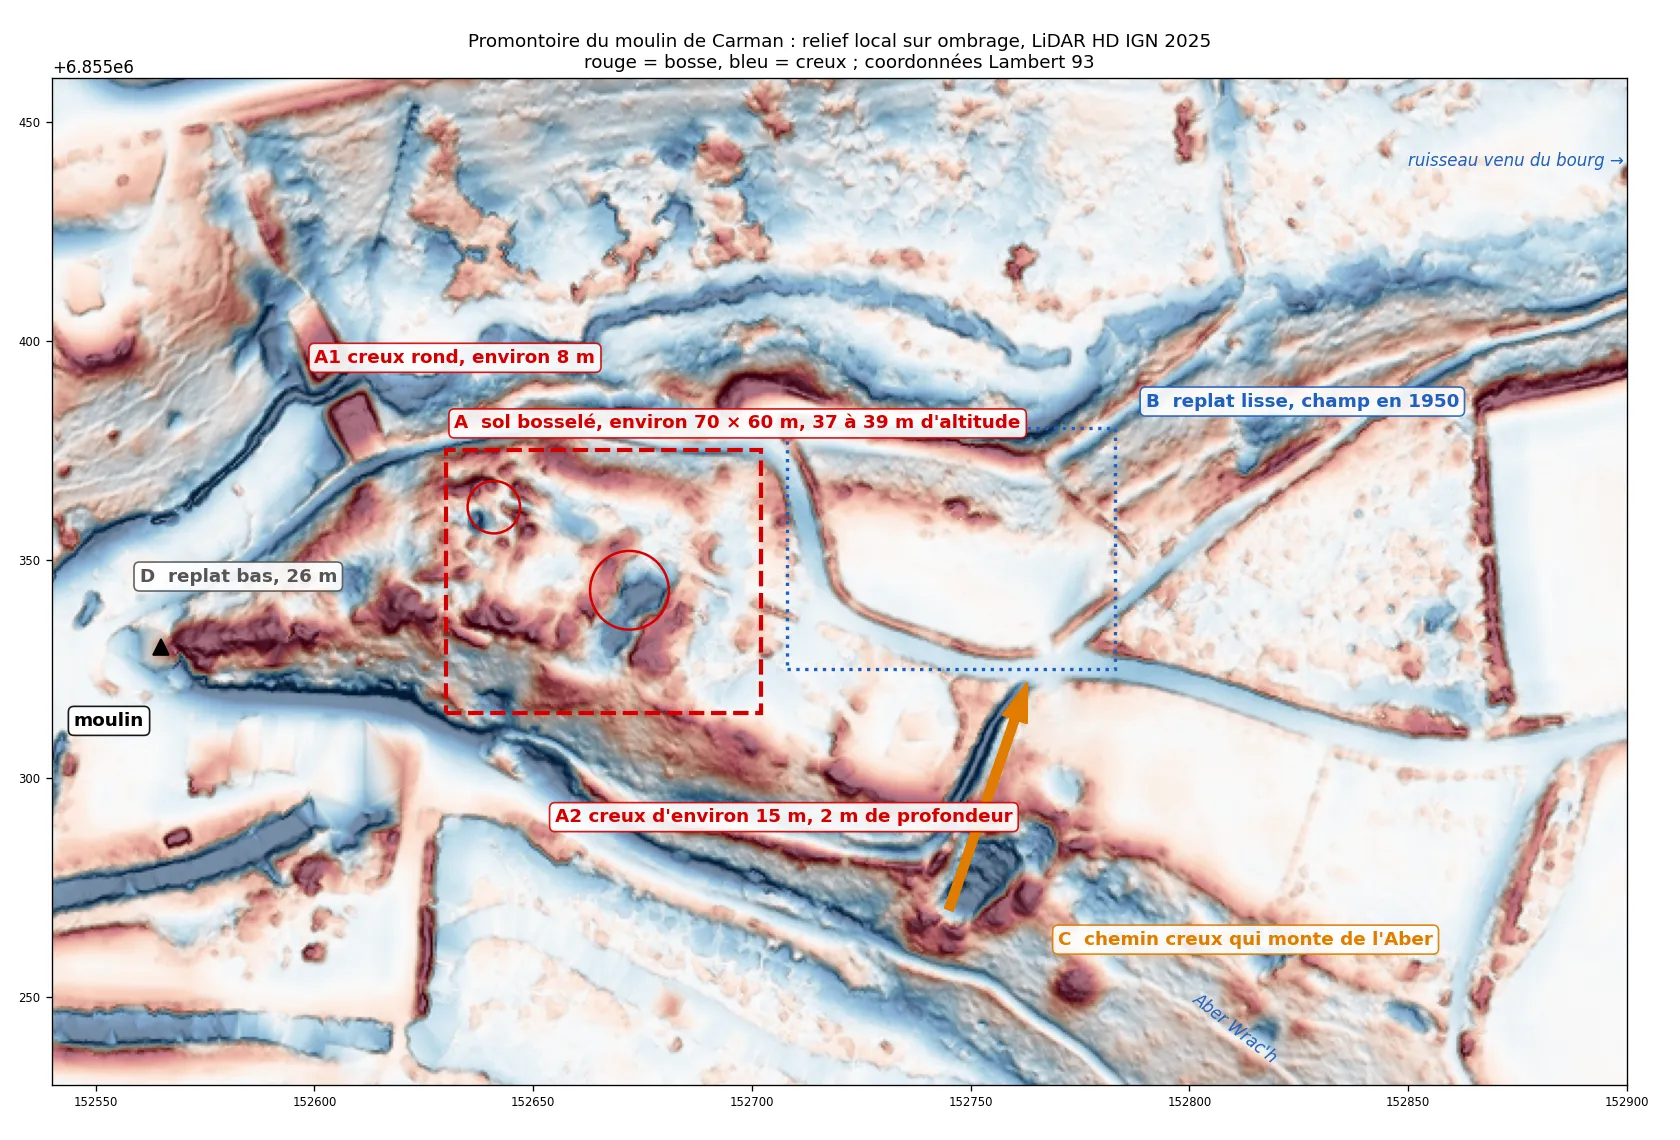 Promontoire du moulin de Carman : relief local sur ombrage, LiDAR HD IGN 2025
rouge = bosse, bleu = creux ; coordonnées Lambert 93
+6.855e6
450
ruisseau venu du bourg →
400
A1 creux rond, environ 8 m
B  replat lisse, champ en 1950
A  sol bosselé, environ 70 × 60 m, 37 à 39 m d'altitude
350
D  replat bas, 26 m
moulin
300
A2 creux d'environ 15 m, 2 m de profondeur
C  chemin creux qui monte de l'Aber
250
Aber Wrac'h
152550
152600
152650
152700
152750
152800
152850
152900